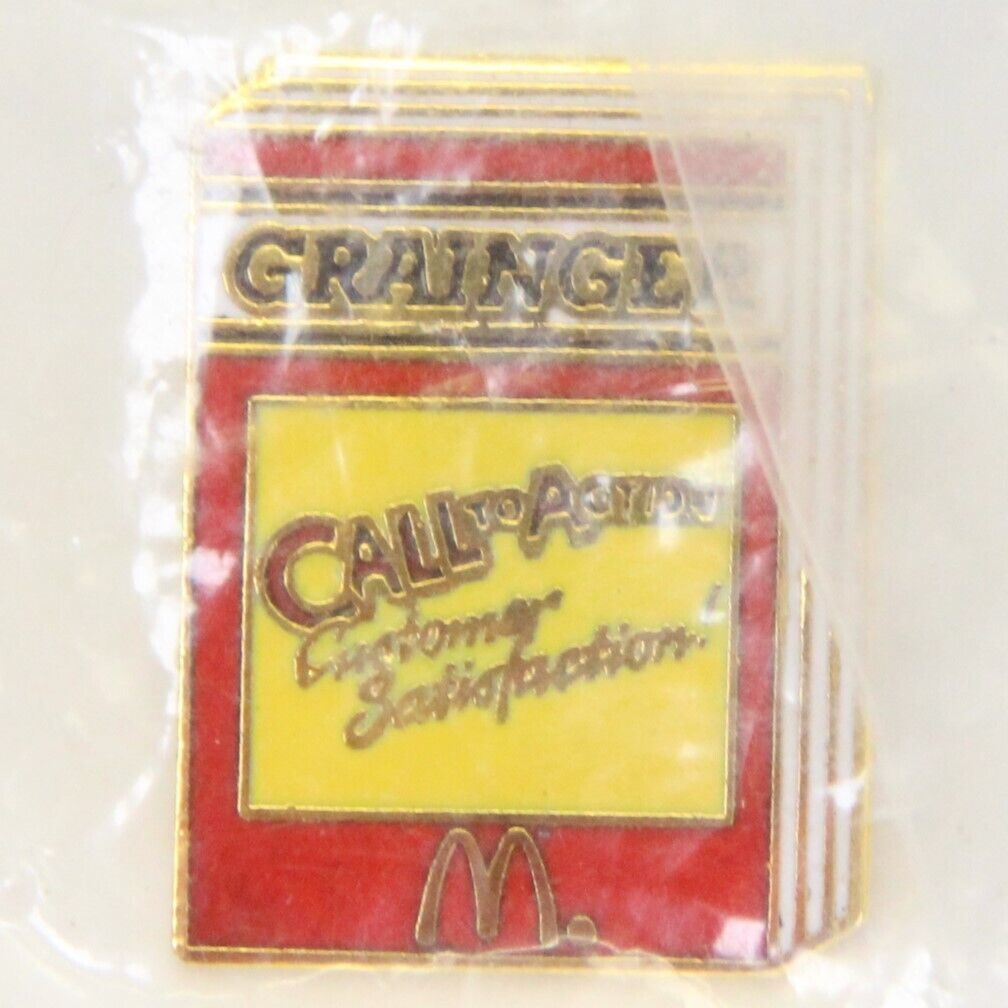 GRAINGER
CALL TO ACTION
Customer
Satisfaction
M